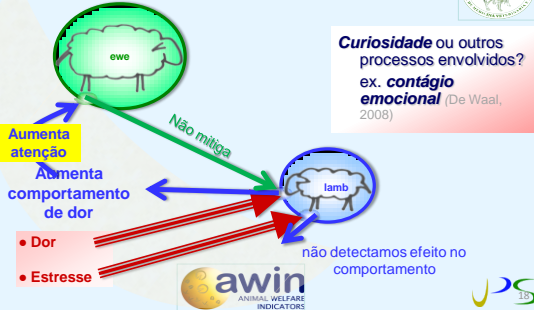 ewe
Curiosidade ou outros
processos envolvidos?
ex. contágio
emocional (De Waal,
2008)
Não mitiga
Aumenta
atenção
Aumenta
comportamento
de dor
lamb
● Dor
● Estresse
não detectamos efeito no
comportamento
awin
ANIMAL WELFARE
INDICATORS
18